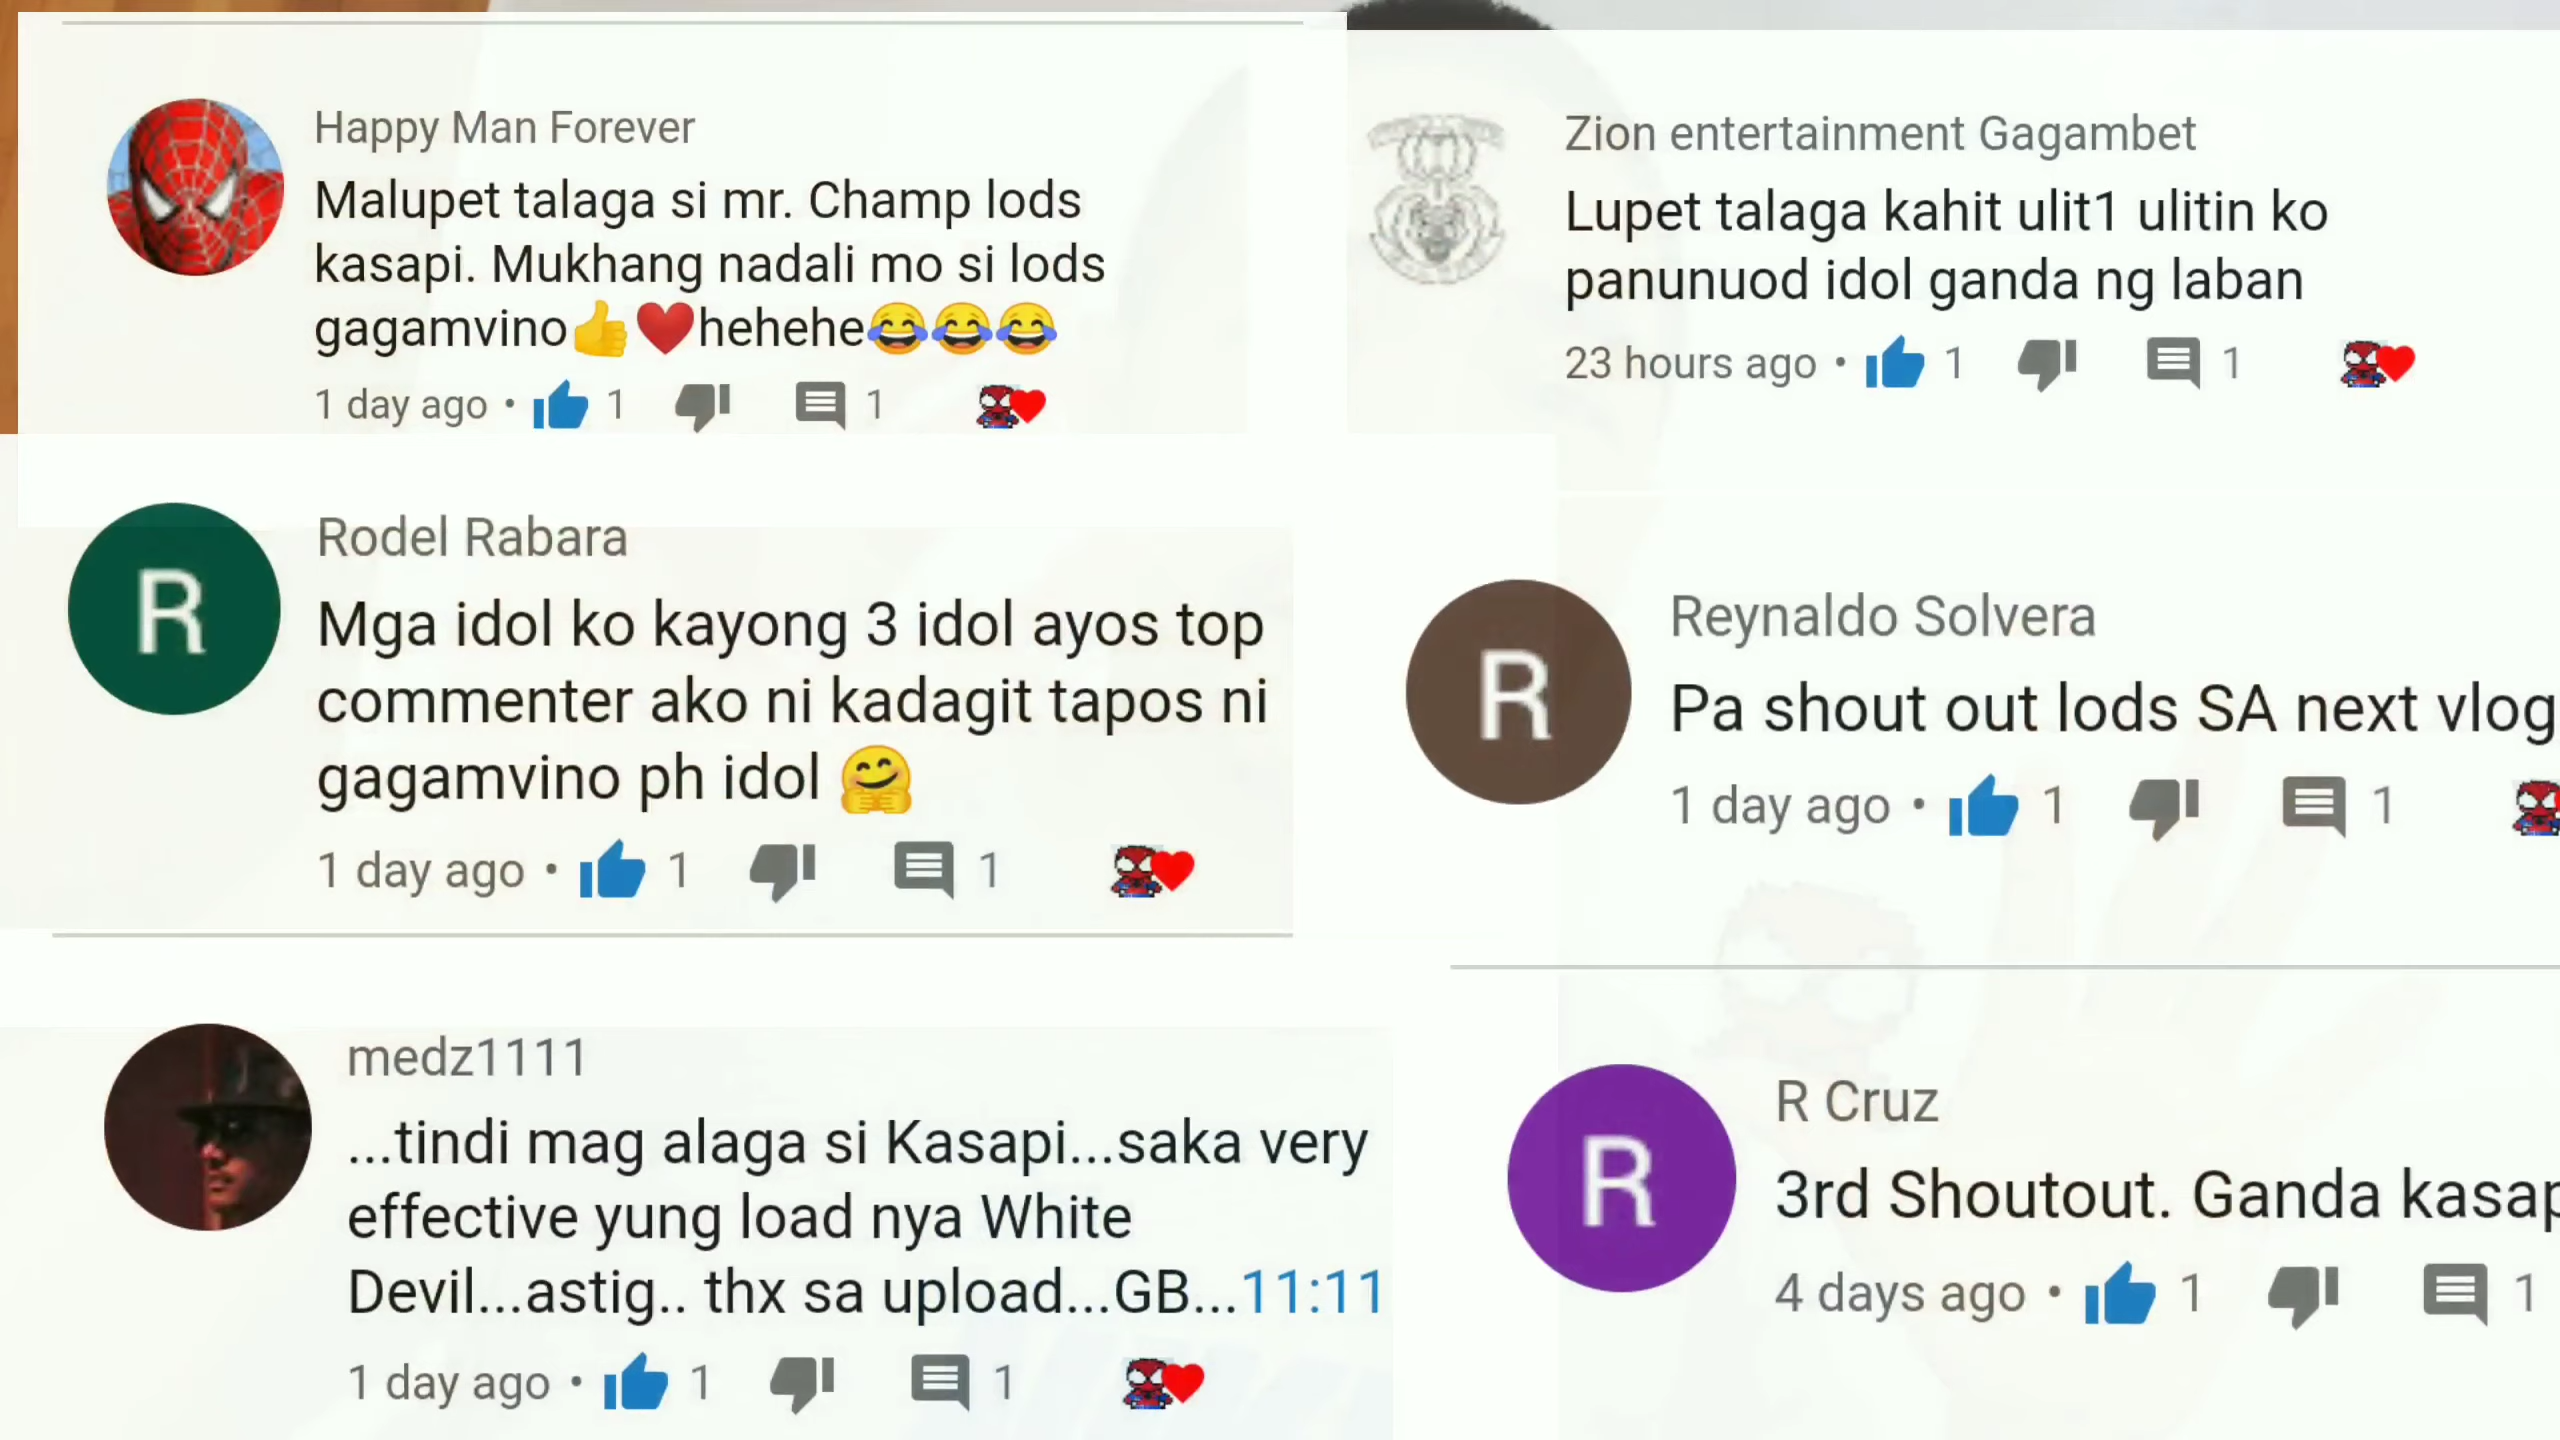 Happy Man Forever
Malupet talaga si mr. Champ lods
kasapi. Mukhang nadali mo si lods
gagamvino👍❤️hehehe😂😂😂
1 day ago • 1 1
Zion entertainment Gagambet
Lupet talaga kahit ulit1 ulitin ko
panunuod idol ganda ng laban
23 hours ago • 1 1
R
Rodel Rabara
Mga idol ko kayong 3 idol ayos top
commenter ako ni kadagit tapos ni
gagamvino ph idol 🤗
1 day ago • 1 1
R
Reynaldo Solvera
Pa shout out lods SA next vlog
1 day ago • 1 1
medz1111
...tindi mag alaga si Kasapi...saka very
effective yung load nya White
Devil...astig.. thx sa upload...GB...11:11
1 day ago • 1 1
R
R Cruz
3rd Shoutout. Ganda kasap
4 days ago • 1 1